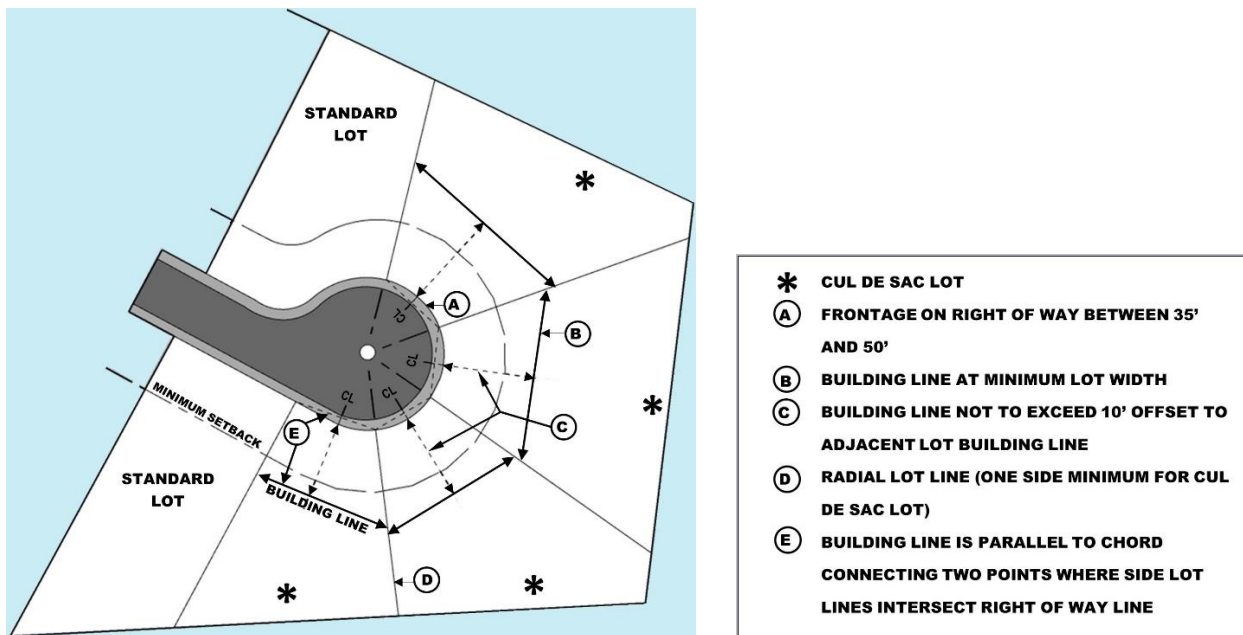 STANDARD
LOT
*
A
CL
B
CL
CL
CL
*
MINIMUM SETBACK
E
C
STANDARD
LOT
BUILDING LINE
D
*
*
* CUL DE SAC LOT
A FRONTAGE ON RIGHT OF WAY BETWEEN 35'
AND 50'
B BUILDING LINE AT MINIMUM LOT WIDTH
C BUILDING LINE NOT TO EXCEED 10' OFFSET TO
ADJACENT LOT BUILDING LINE
D RADIAL LOT LINE (ONE SIDE MINIMUM FOR CUL
DE SAC LOT)
E BUILDING LINE IS PARALLEL TO CHORD
CONNECTING TWO POINTS WHERE SIDE LOT
LINES INTERSECT RIGHT OF WAY LINE